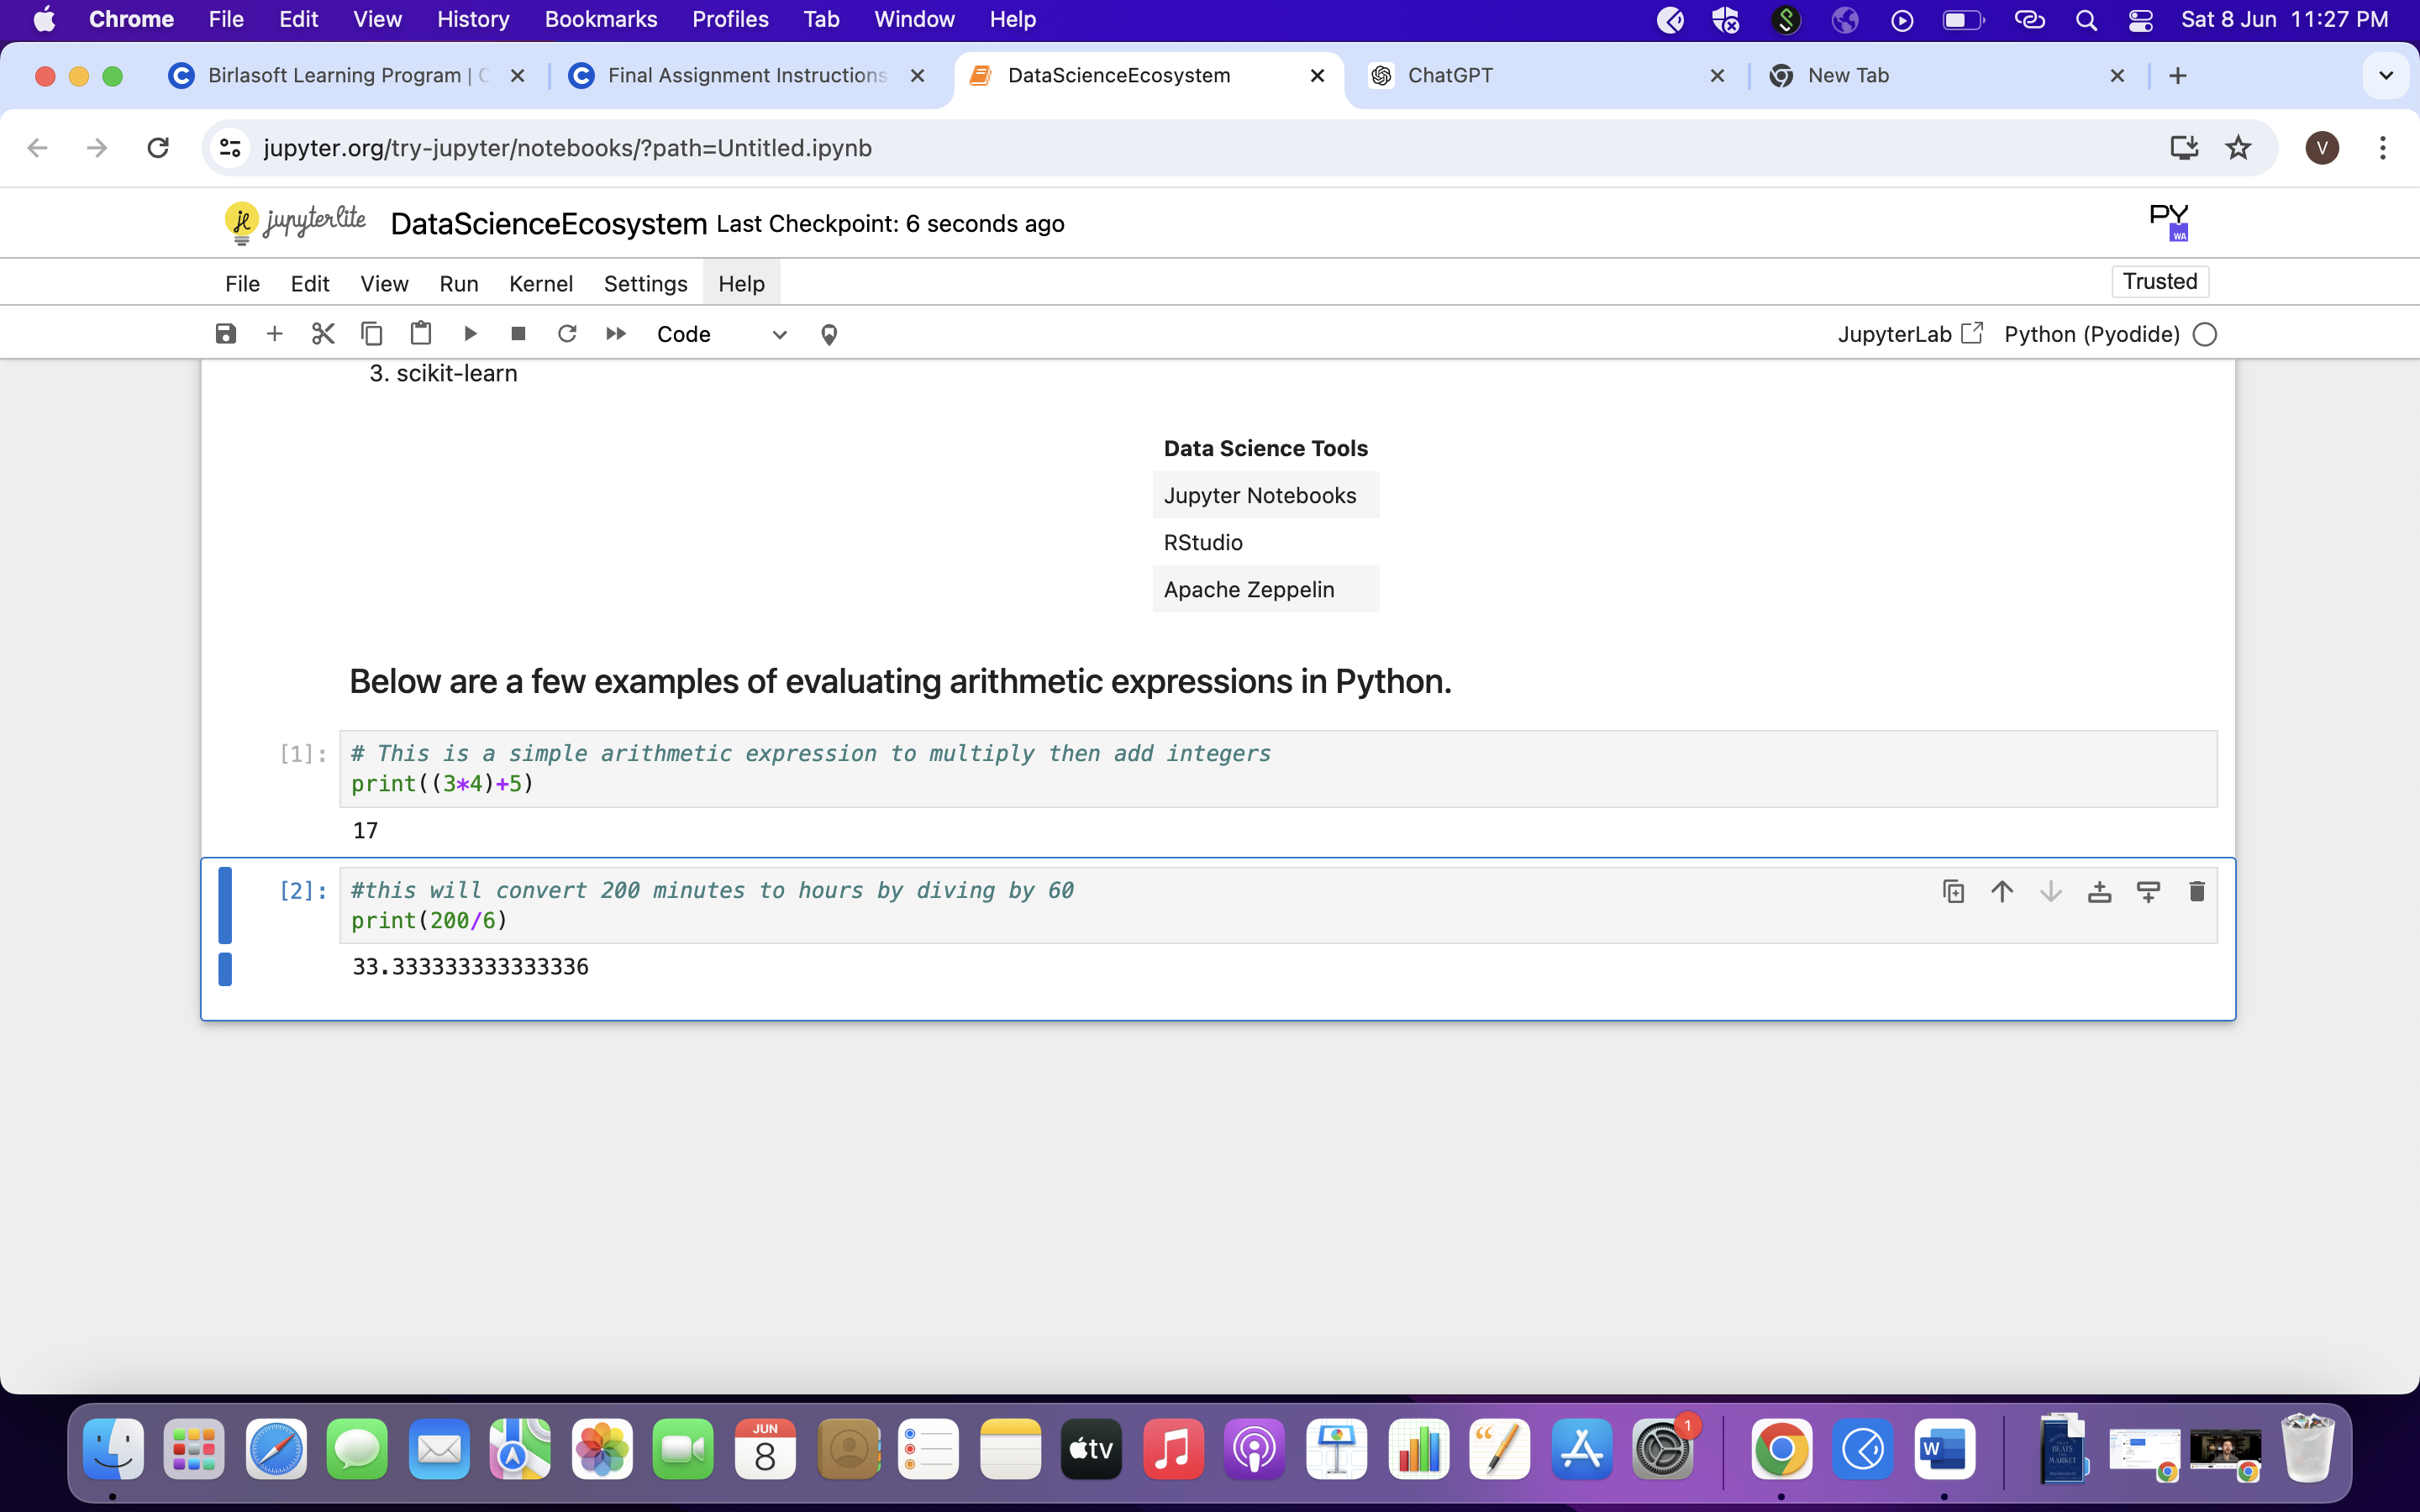 Chrome File Edit View History Bookmarks Profiles Tab Window Help Sat 8 Jun 11:27 PM
Birlasoft Learning Program | Final Assignment Instructions DataScienceEcosystem ChatGPT New Tab
jupyter.org/try-jupyter/notebooks/?path=Untitled.ipynb V
jupyterlite DataScienceEcosystem Last Checkpoint: 6 seconds ago PY WA
File Edit View Run Kernel Settings Help Trusted
Code JupyterLab Python (Pyodide)
3. scikit-learn
Data Science Tools
Jupyter Notebooks
RStudio
Apache Zeppelin
Below are a few examples of evaluating arithmetic expressions in Python.
[1]: # This is a simple arithmetic expression to multiply then add integers
print((3*4)+5)
17
[2]: #this will convert 200 minutes to hours by diving by 60
print(200/6)
33.333333333333336
JUN
8
tv
1
W
BEATS
MARKET